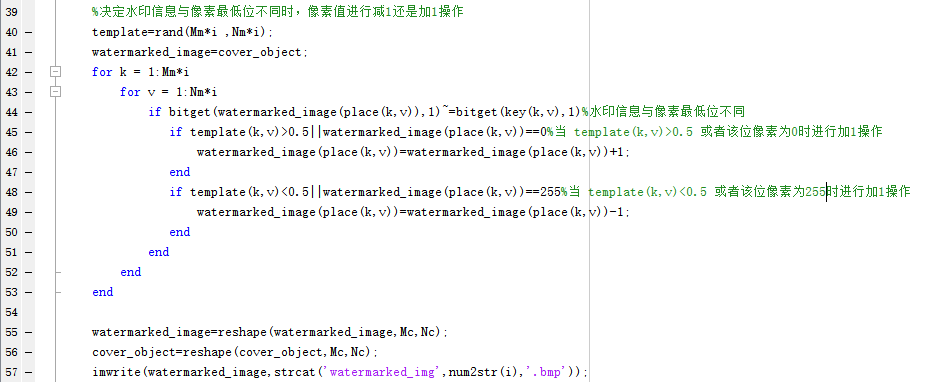 39 %决定水印信息与像素最低位不同时，像素值进行减1还是加1操作
40 — template=rand(Mm*i ,Nm*i);
41 — watermarked_image=cover_object;
42 — for k = 1:Mm*i
43 — for v = 1:Nm*i
44 — if bitget(watermarked_image(place(k,v)),1)~=bitget(key(k,v),1)%水印信息与像素最低位不同
45 — if template(k,v)>0.5||watermarked_image(place(k,v))==0%当 template(k,v)>0.5 或者该位像素为0时进行加1操作
46 — watermarked_image(place(k,v))=watermarked_image(place(k,v))+1;
47 — end
48 — if template(k,v)<0.5||watermarked_image(place(k,v))==255%当 template(k,v)<0.5 或者该位像素为255时进行加1操作
49 — watermarked_image(place(k,v))=watermarked_image(place(k,v))-1;
50 — end
51 — end
52 — end
53 — end
54
55 — watermarked_image=reshape(watermarked_image,Mc,Nc);
56 — cover_object=reshape(cover_object,Mc,Nc);
57 — imwrite(watermarked_image,strcat('watermarked_img',num2str(i),'.bmp'));